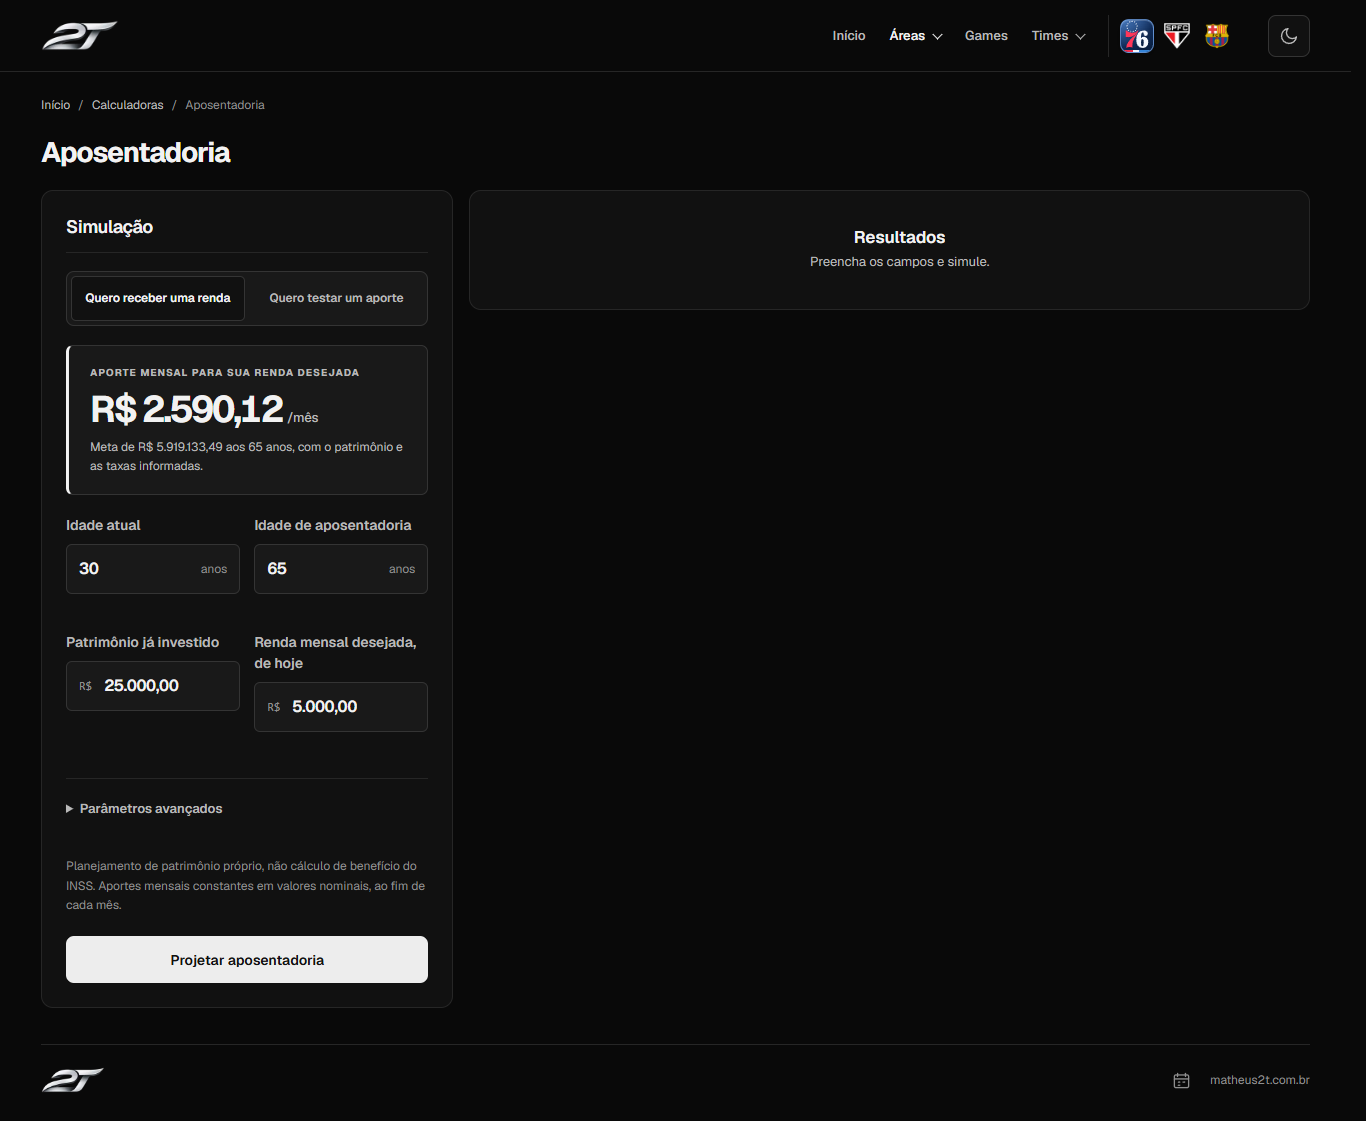 2T
Início
Áreas
Games
Times
76
SPFC
Início / Calculadoras / Aposentadoria
Aposentadoria
Simulação
Quero receber uma renda
Quero testar um aporte
APORTE MENSAL PARA SUA RENDA DESEJADA
R$ 2.590,12 /mês
Meta de R$ 5.919.133,49 aos 65 anos, com o patrimônio e
as taxas informadas.
Idade atual
30 anos
Idade de aposentadoria
65 anos
Patrimônio já investido
R$ 25.000,00
Renda mensal desejada,
de hoje
R$ 5.000,00
Parâmetros avançados
Planejamento de patrimônio próprio, não cálculo de benefício do
INSS. Aportes mensais constantes em valores nominais, ao fim de
cada mês.
Projetar aposentadoria
Resultados
Preencha os campos e simule.
2T
matheus2t.com.br